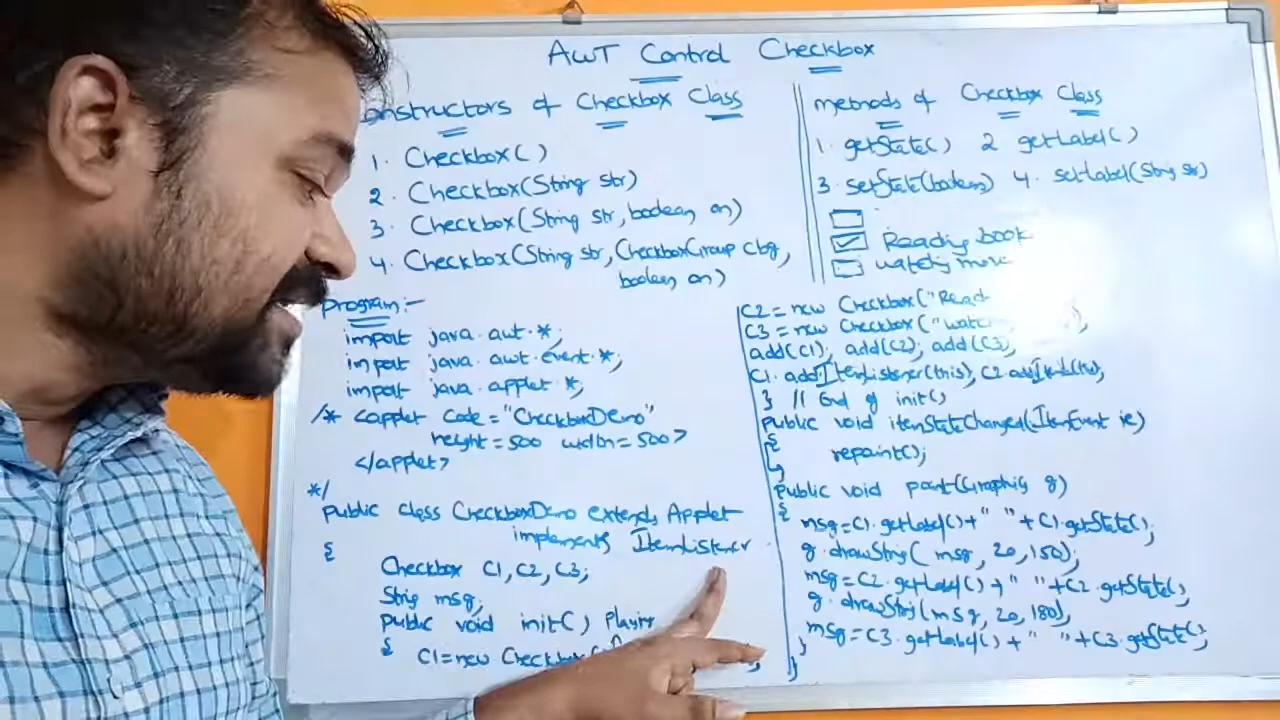 AWT Control Checkbox
onstructors of Checkbox Class
1. Checkbox()
2. Checkbox(String str)
3. Checkbox(String str, boolean on)
4. Checkbox(String str, CheckboxGroup cbg,
boolean on)
Program:-
import java.awt.*;
import java.awt.event.*;
import java.applet.*;
/* <applet code="CheckboxDemo"
height=500 width=500>
</applet>
*/
public class CheckboxDemo extends Applet
implements ItemListener
{
Checkbox C1, C2, C3;
String msg;
public void init()
{ C1=new Checkbox(
methods of Checkbox Class
1. getState() 2 getLabel()
3. setState(boolean) 4. setLabel(String str)
Reading book
C2=new Checkbox("Read
C3=new Checkbox("watc );
add(C1); add(C2); add(C3);
C1.addItemListener(this);
} // End of init()
public void itemStateChanged(ItemEvent ie)
{
repaint();
}
public void paint(Graphics g)
{ msg=C1.getLabel()+" "+C1.getState();
g.drawString(msg, 20, 150);
msg=C2.getLabel()+" "+C2.getState();
g.drawString(msg, 20, 180);
msg=C3.getLabel()+" "+C3.getState();
}
}